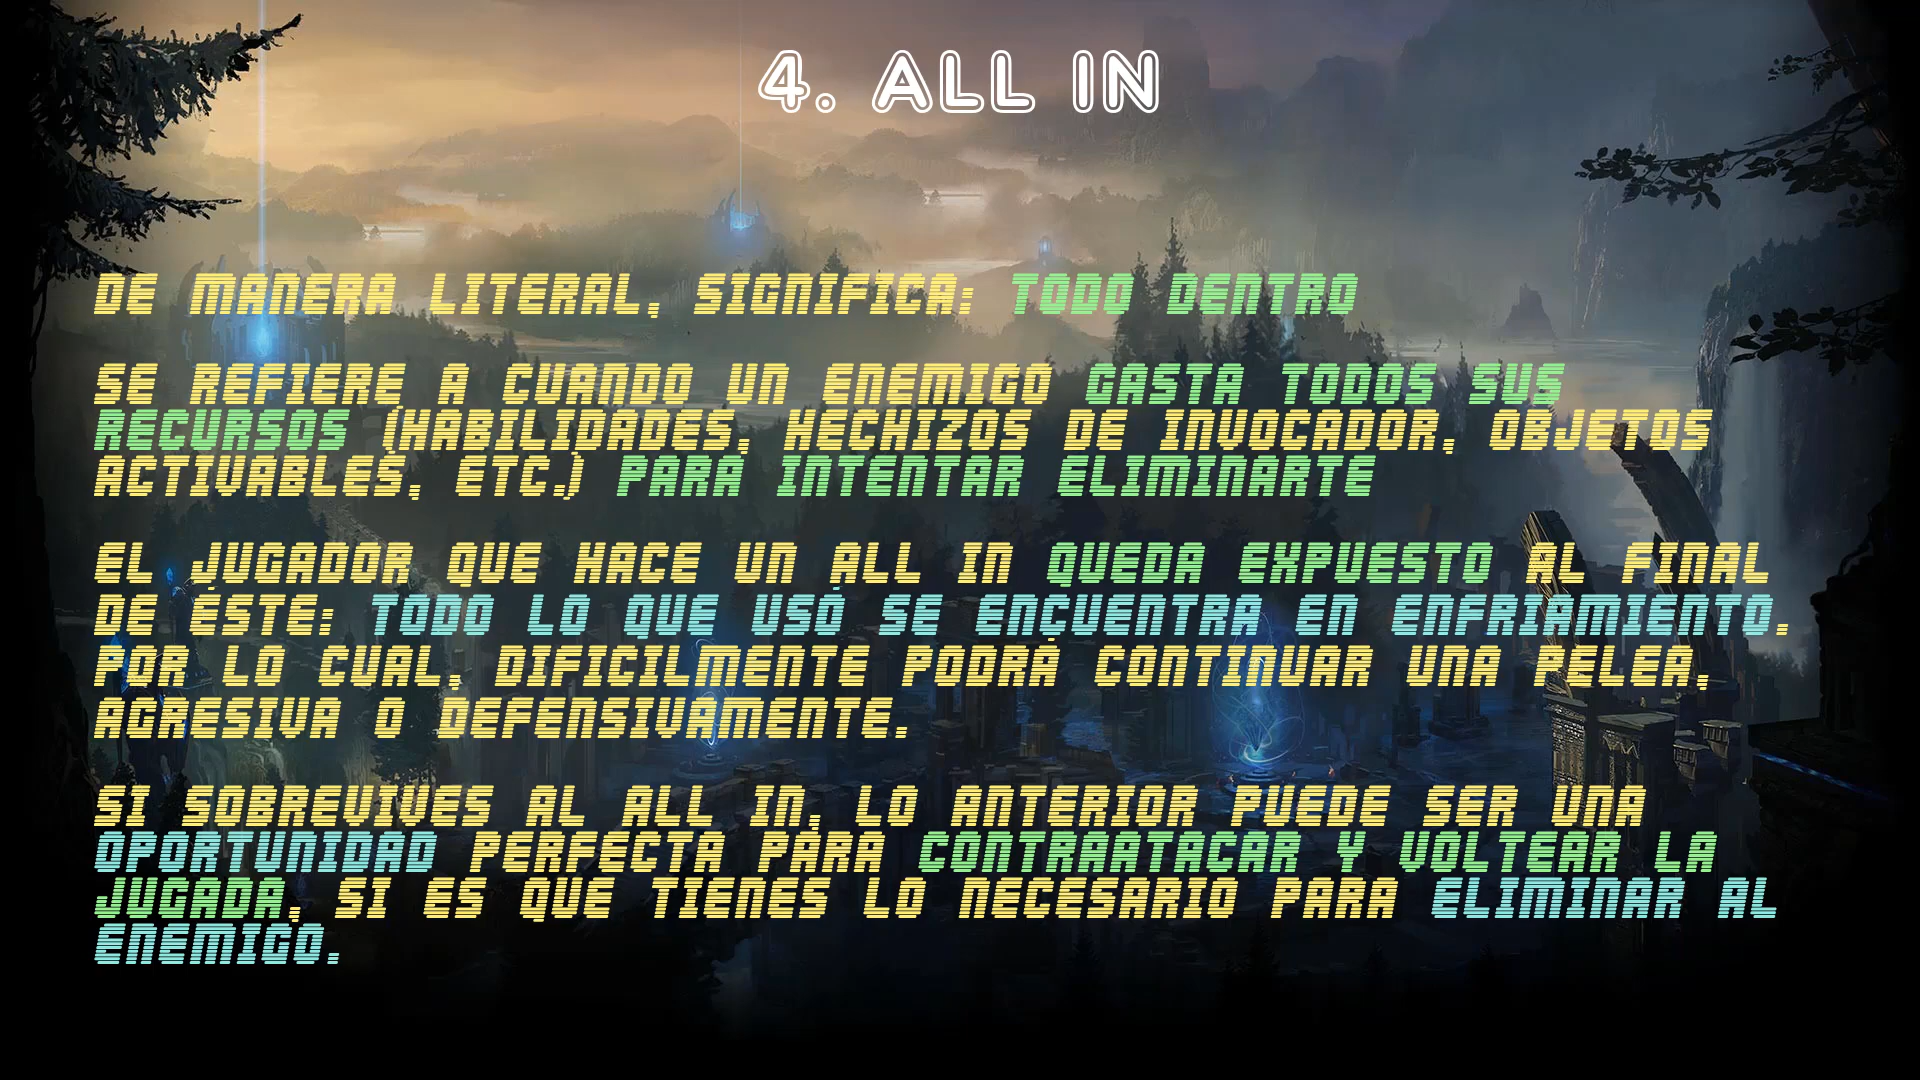 4. ALL IN
DE MANERA LITERAL, SIGNIFICA: TODO DENTRO
SE REFIERE A CUANDO UN ENEMIGO GASTA TODOS SUS
RECURSOS (HABILIDADES, HECHIZOS DE INVOCADOR, OBJETOS
ACTIVABLES, ETC.) PARA INTENTAR ELIMINARTE
EL JUGADOR QUE HACE UN ALL IN QUEDA EXPUESTO AL FINAL
DE ÉSTE: TODO LO QUE USÓ SE ENCUENTRA EN ENFRIAMIENTO.
POR LO CUAL, DIFICILMENTE PODRÁ CONTINUAR UNA PELEA,
AGRESIVA O DEFENSIVAMENTE.
SI SOBREVIVES AL ALL IN, LO ANTERIOR PUEDE SER UNA
OPORTUNIDAD PERFECTA PARA CONTRAATACAR Y VOLTEAR LA
JUGADA, SI ES QUE TIENES LO NECESARIO PARA ELIMINAR AL
ENEMIGO.